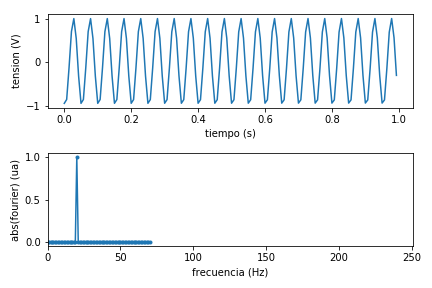 1
0
−1
tension (V)
0.0 0.2 0.4 0.6 0.8 1.0
tiempo (s)
1.0
0.5
0.0
abs(fourier) (ua)
0 50 100 150 200 250
frecuencia (Hz)